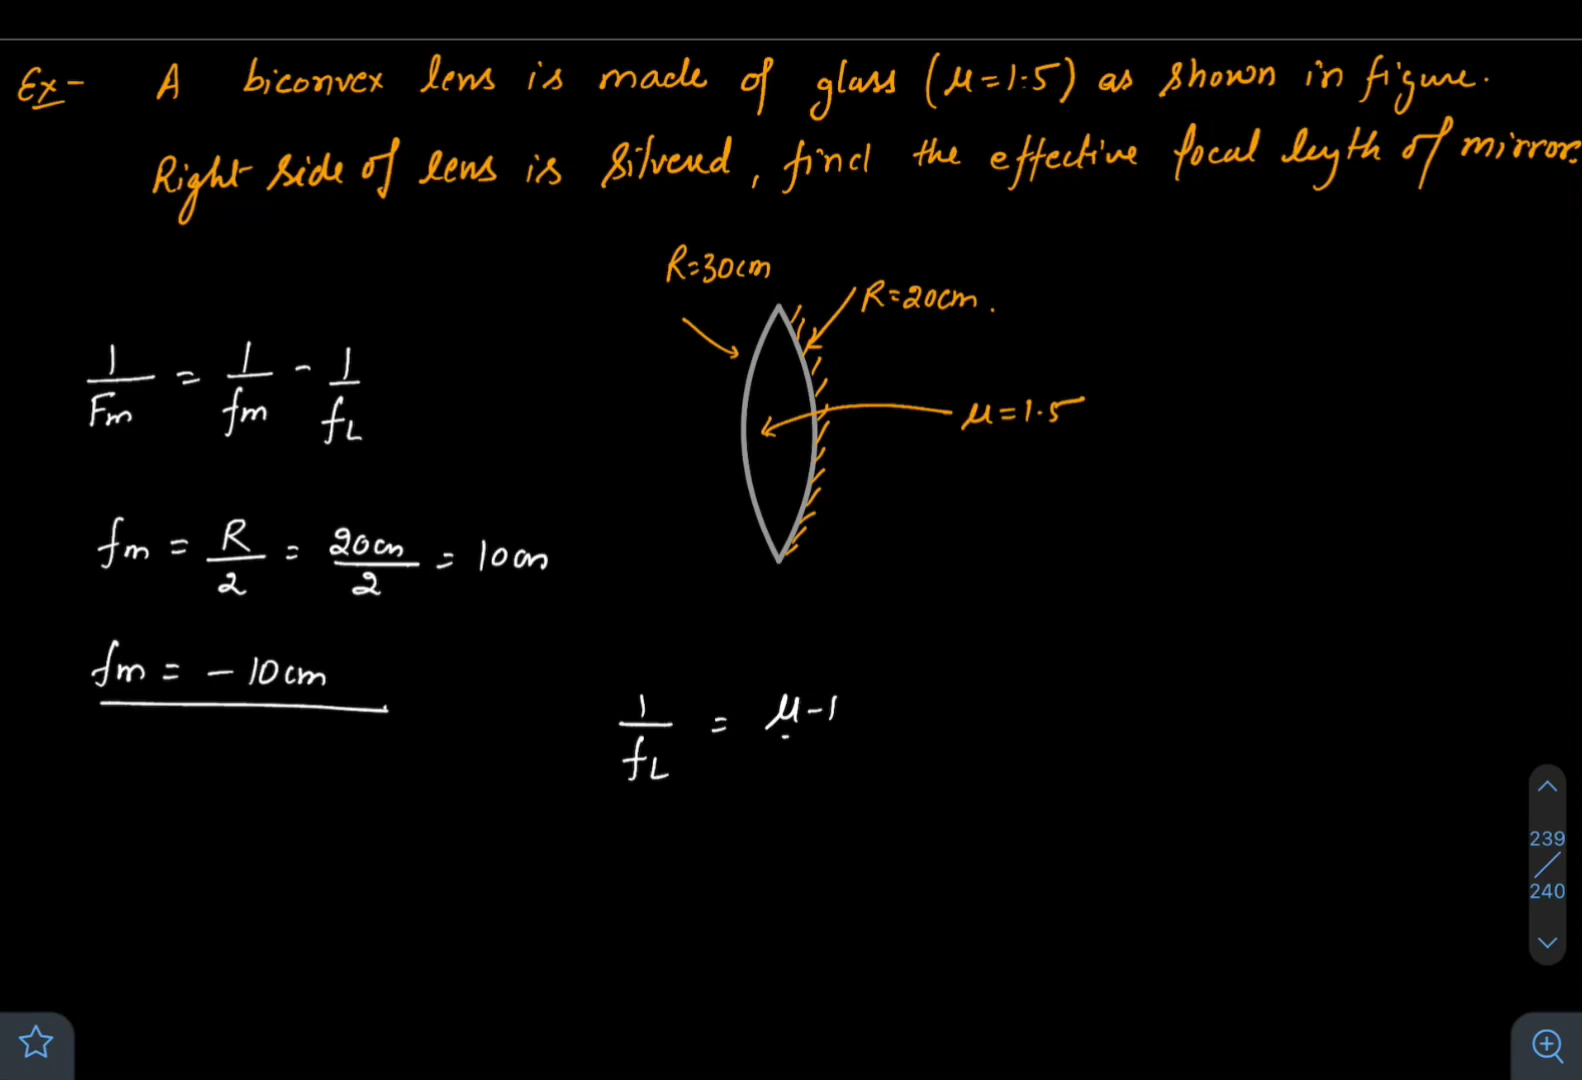 Ex- A biconvex lens is made of glass (μ=1.5) as shown in figure.
Right side of lens is silvered, find the effective focal length of mirror.
R=30cm
R=20cm.
μ=1.5
1/Fm = 1/fm - 1/fL
fm = R/2 = 20cm/2 = 10cm
fm = - 10cm
1/fL = μ-1
239
/
240